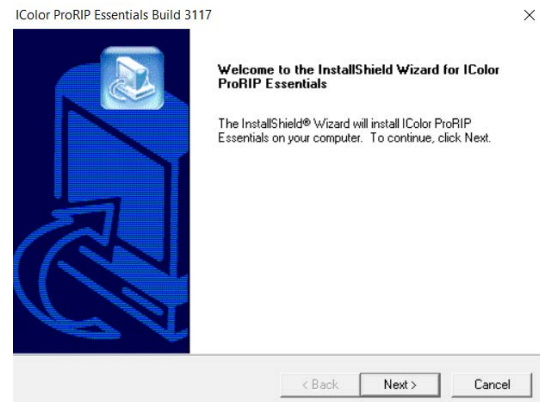 IColor ProRIP Essentials Build 3117
Welcome to the InstallShield Wizard for IColor
ProRIP Essentials
The InstallShield® Wizard will install IColor ProRIP
Essentials on your computer. To continue, click Next.
< Back
Next >
Cancel